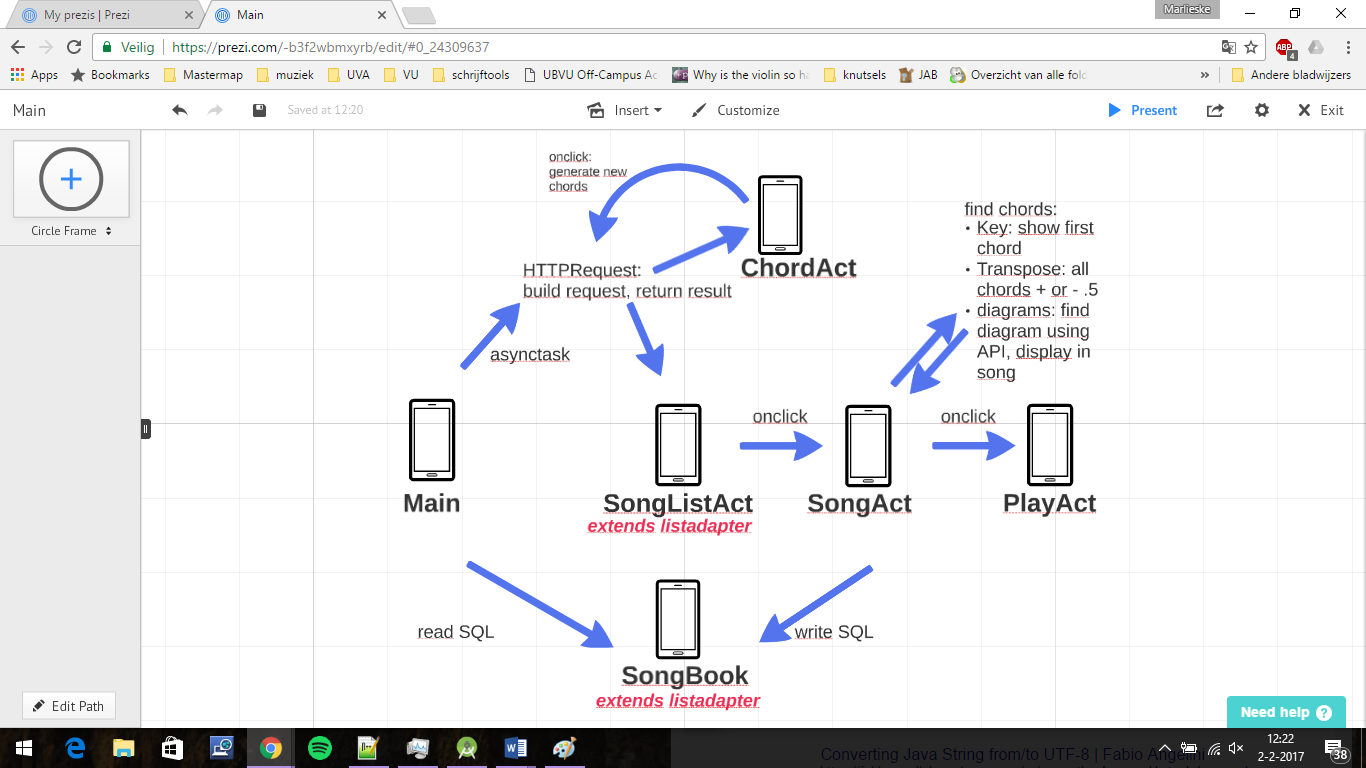 My prezis | Prezi
Main
Marlieske
Veilig
https://prezi.com/-b3f2wbmxyrb/edit/#0_24309637
ABP
4
Apps
Bookmarks
Mastermap
muziek
UVA
VU
schrijftools
UBVU Off-Campus Ac
Why is the violin so ha
knutsels
JAB
Overzicht van alle fold
»
Andere bladwijzers
Main
Saved at 12:20
Insert
Customize
Present
Exit
Circle Frame
Edit Path
onclick:
generate new
chords
ChordAct
HTTPRequest:
build request, return result
asynctask
find chords:
• Key: show first
chord
• Transpose: all
chords + or - .5
• diagrams: find
diagram using
API, display in
song
onclick
onclick
Main
SongListAct
extends listadapter
SongAct
PlayAct
read SQL
write SQL
SongBook
extends listadapter
Need help ?
Converting Java String from/to UTF-8 | Fabio Angelini
12:22
2-2-2017
38